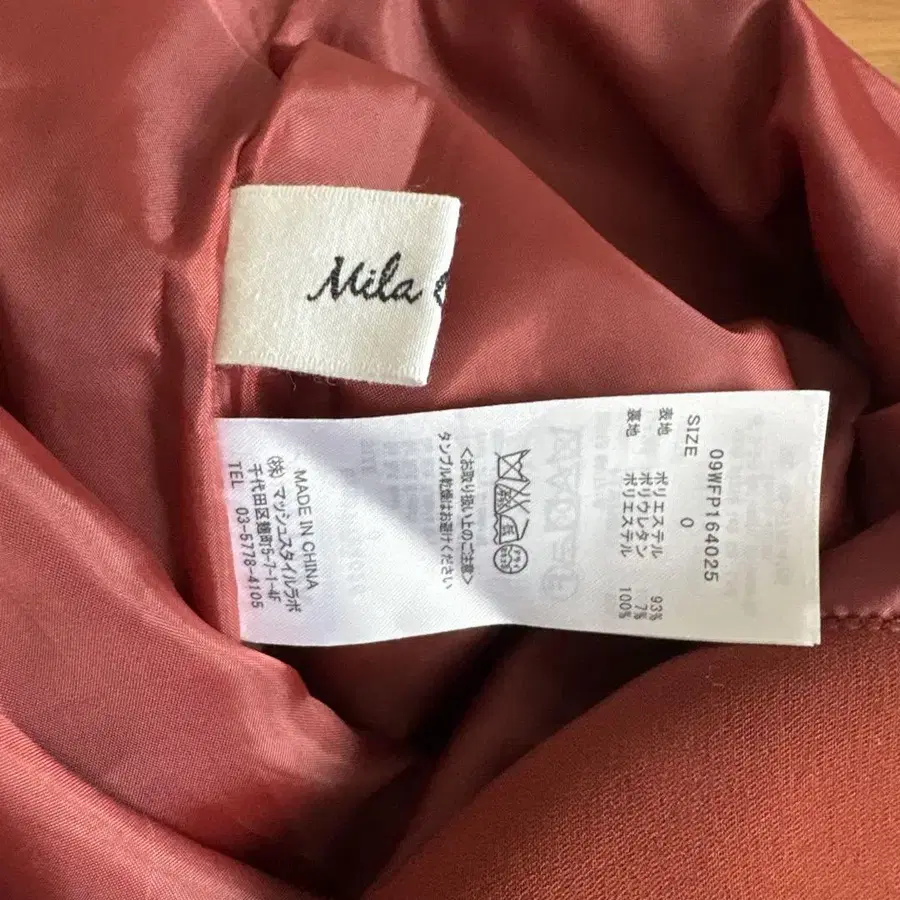 Mila
09WFP164025
SIZE 0
表地 ポリエステル 93%
ポリウレタン 7%
裏地 ポリエステル 100%
<お取り扱い上のご注意>
タンブル乾燥はお避けください
MADE IN CHINA
(株)マッシュスタイルラボ
千代田区麹町5-7-1-4F
TEL 03-5778-4105